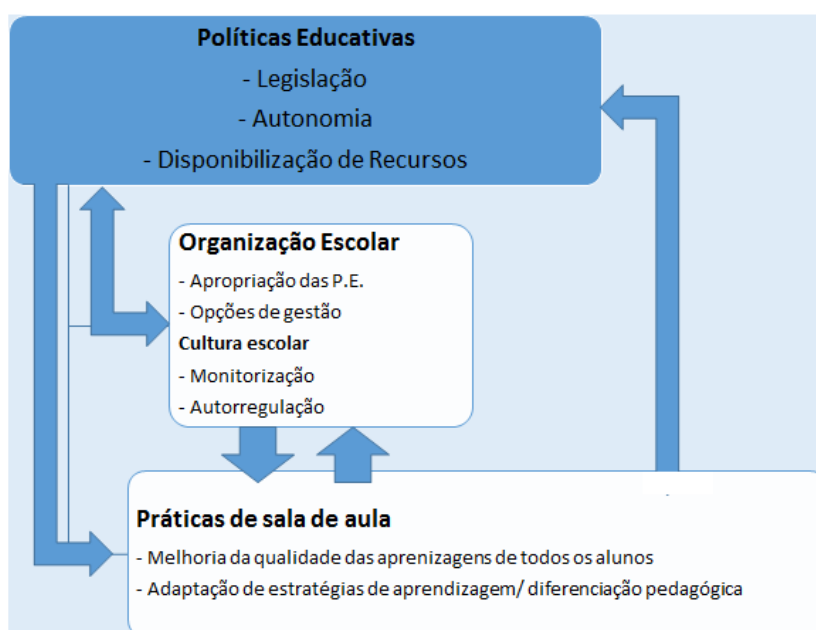 Políticas Educativas
- Legislação
- Autonomia
- Disponibilização de Recursos
Organização Escolar
- Apropriação das P.E.
- Opções de gestão
Cultura escolar
- Monitorização
- Autorregulação
Práticas de sala de aula
- Melhoria da qualidade das aprenizagens de todos os alunos
- Adaptação de estratégias de aprendizagem/ diferenciação pedagógica